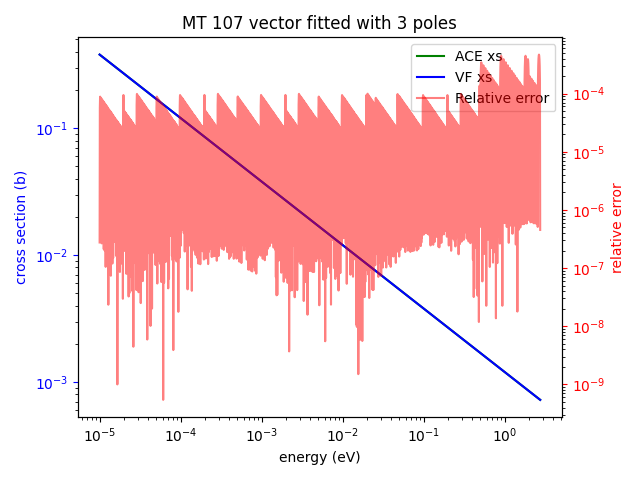 MT 107 vector fitted with 3 poles
ACE xs
VF xs
Relative error
10⁻¹
10⁻²
10⁻³
cross section (b)
10⁻⁴
10⁻⁵
10⁻⁶
10⁻⁷
10⁻⁸
10⁻⁹
relative error
10⁻⁵
10⁻⁴
10⁻³
10⁻²
10⁻¹
10⁰
energy (eV)